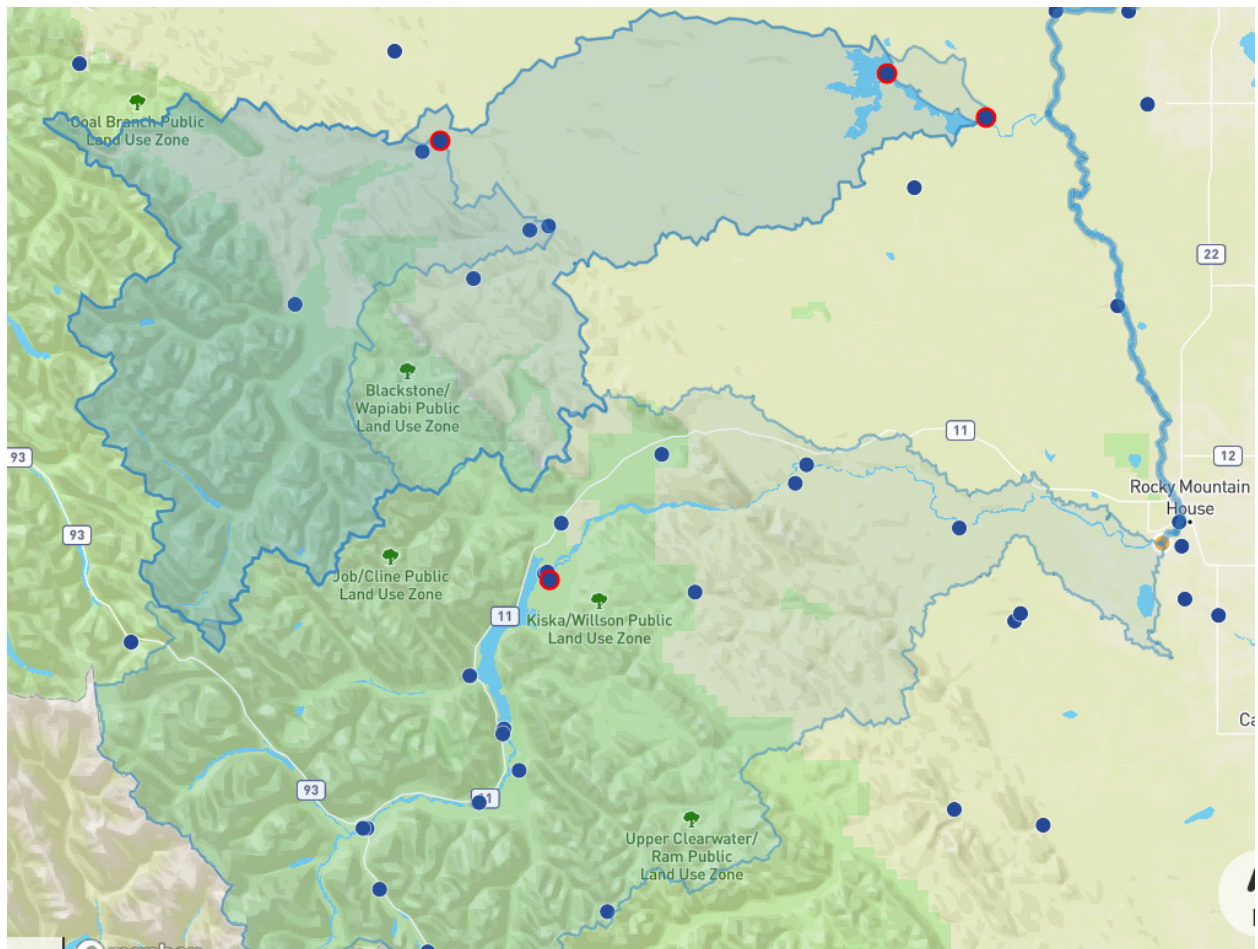 Coal Branch Public
Land Use Zone
22
Blackstone/
Wapiabi Public
Land Use Zone
11
93
12
Rocky Mountain
House
93
Job/Cline Public
Land Use Zone
11
Kiska/Willson Public
Land Use Zone
Ca
93
11
Upper Clearwater/
Ram Public
Land Use Zone
mapbox